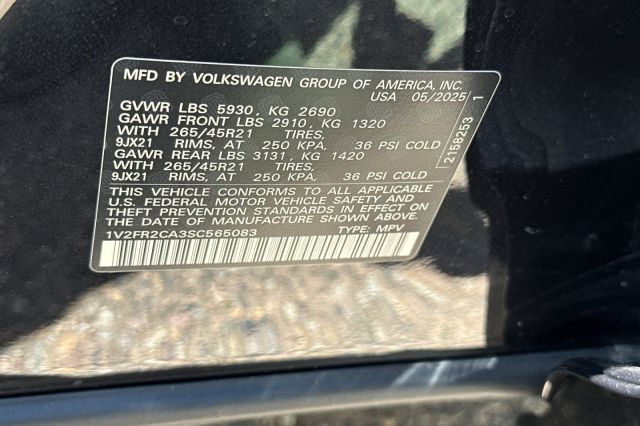 MFD BY VOLKSWAGEN GROUP OF AMERICA, INC.
USA 05/2025
GVWR LBS 5930, KG 2690
GAWR FRONT LBS 2910, KG 1320
WITH 265/45R21 TIRES,
9JX21 RIMS, AT 250 KPA, 36 PSI COLD
GAWR REAR LBS 3131, KG 1420
WITH 265/45R21 TIRES,
9JX21 RIMS, AT 250 KPA, 36 PSI COLD
THIS VEHICLE CONFORMS TO ALL APPLICABLE
U.S. FEDERAL MOTOR VEHICLE SAFETY AND
THEFT PREVENTION STANDARDS IN EFFECT ON
THE DATE OF MANUFACTURE SHOWN ABOVE.
1V2FR2CA3SC565083 TYPE: MPV
2158253 1